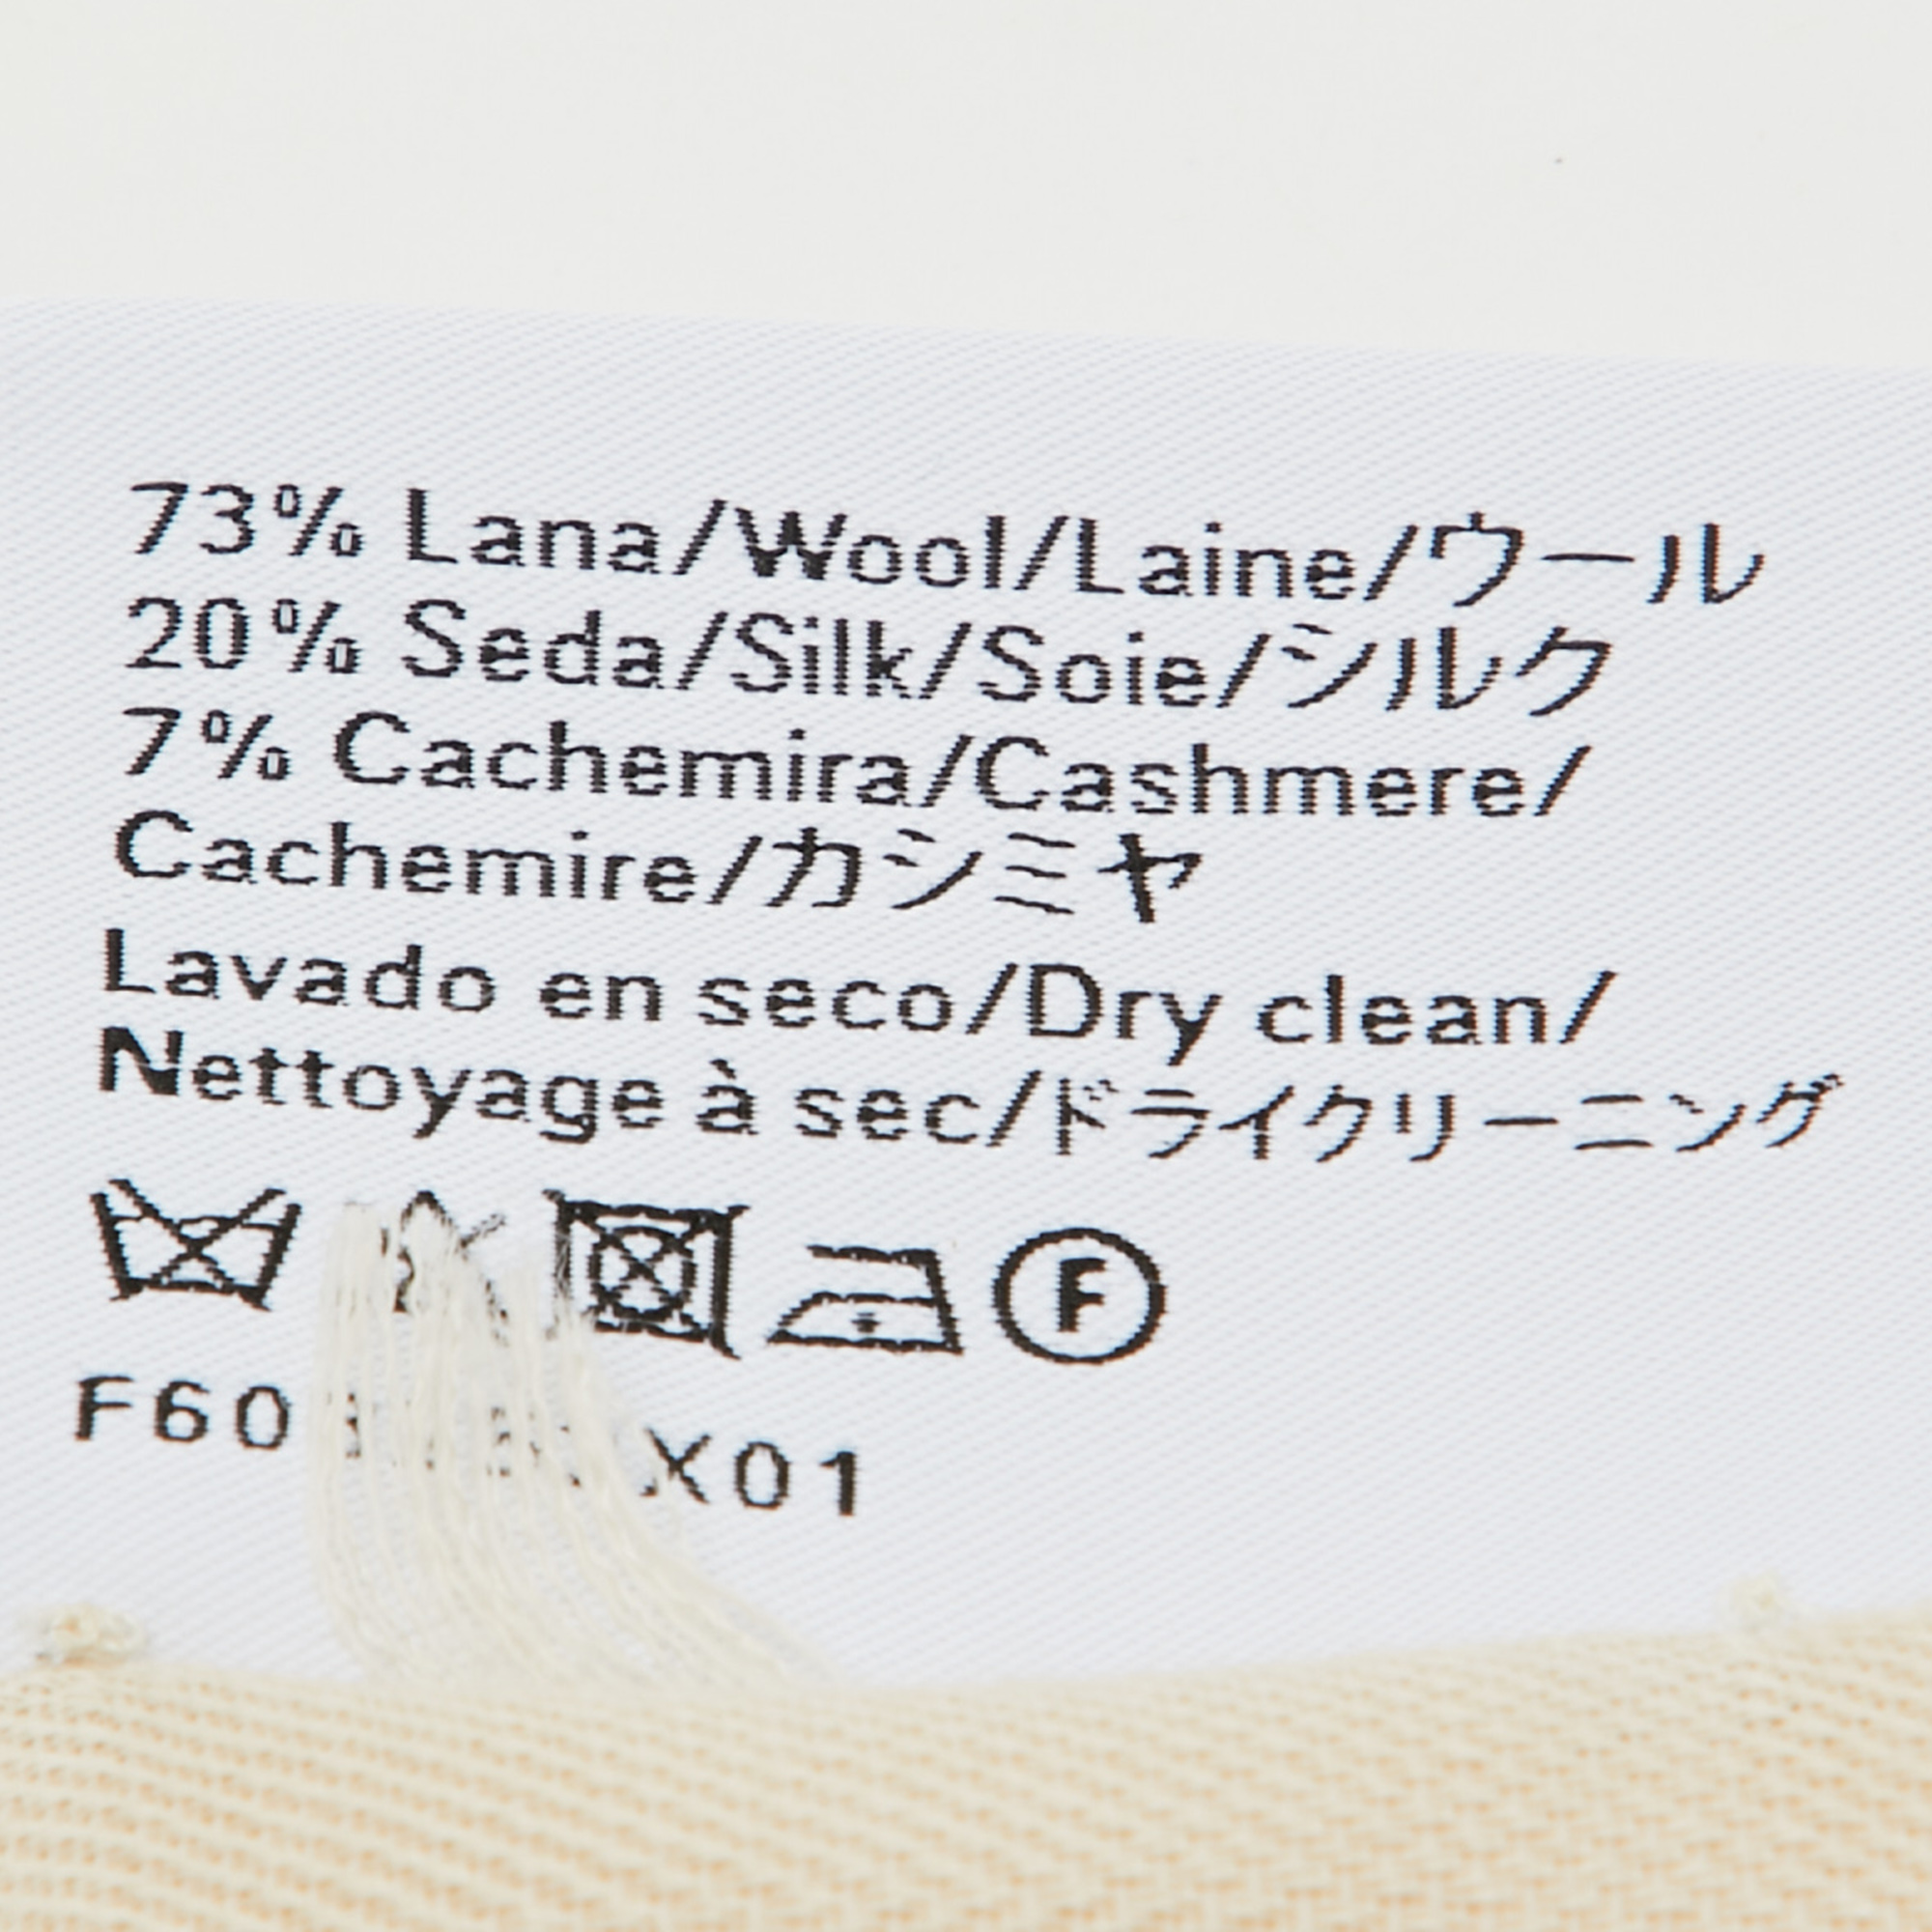 73% Lana/Wool/Laine/ウール
20% Seda/Silk/Soie/シルク
7% Cachemira/Cashmere/
Cachemire/カシミヤ
Lavado en seco/Dry clean/
Nettoyage à sec/ドライクリーニング
F